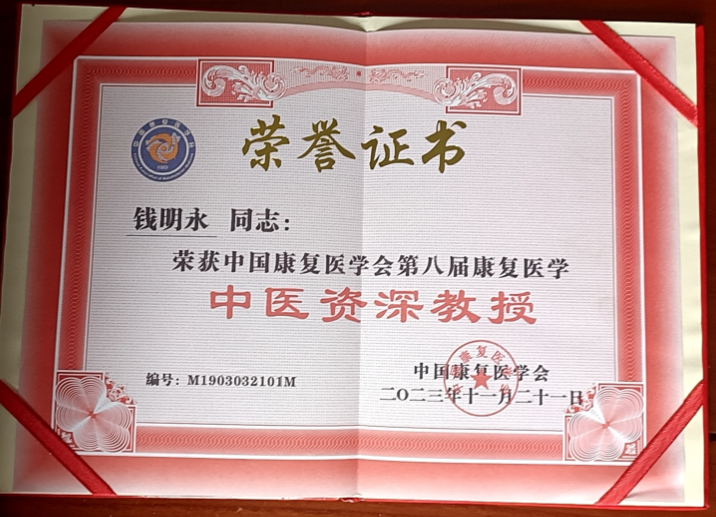 荣誉证书
钱明永 同志：
荣获中国康复医学会第八届康复医学
中医资深教授
编号：M1903032101M
中国康复医学会
二〇二三年十一月二十一日